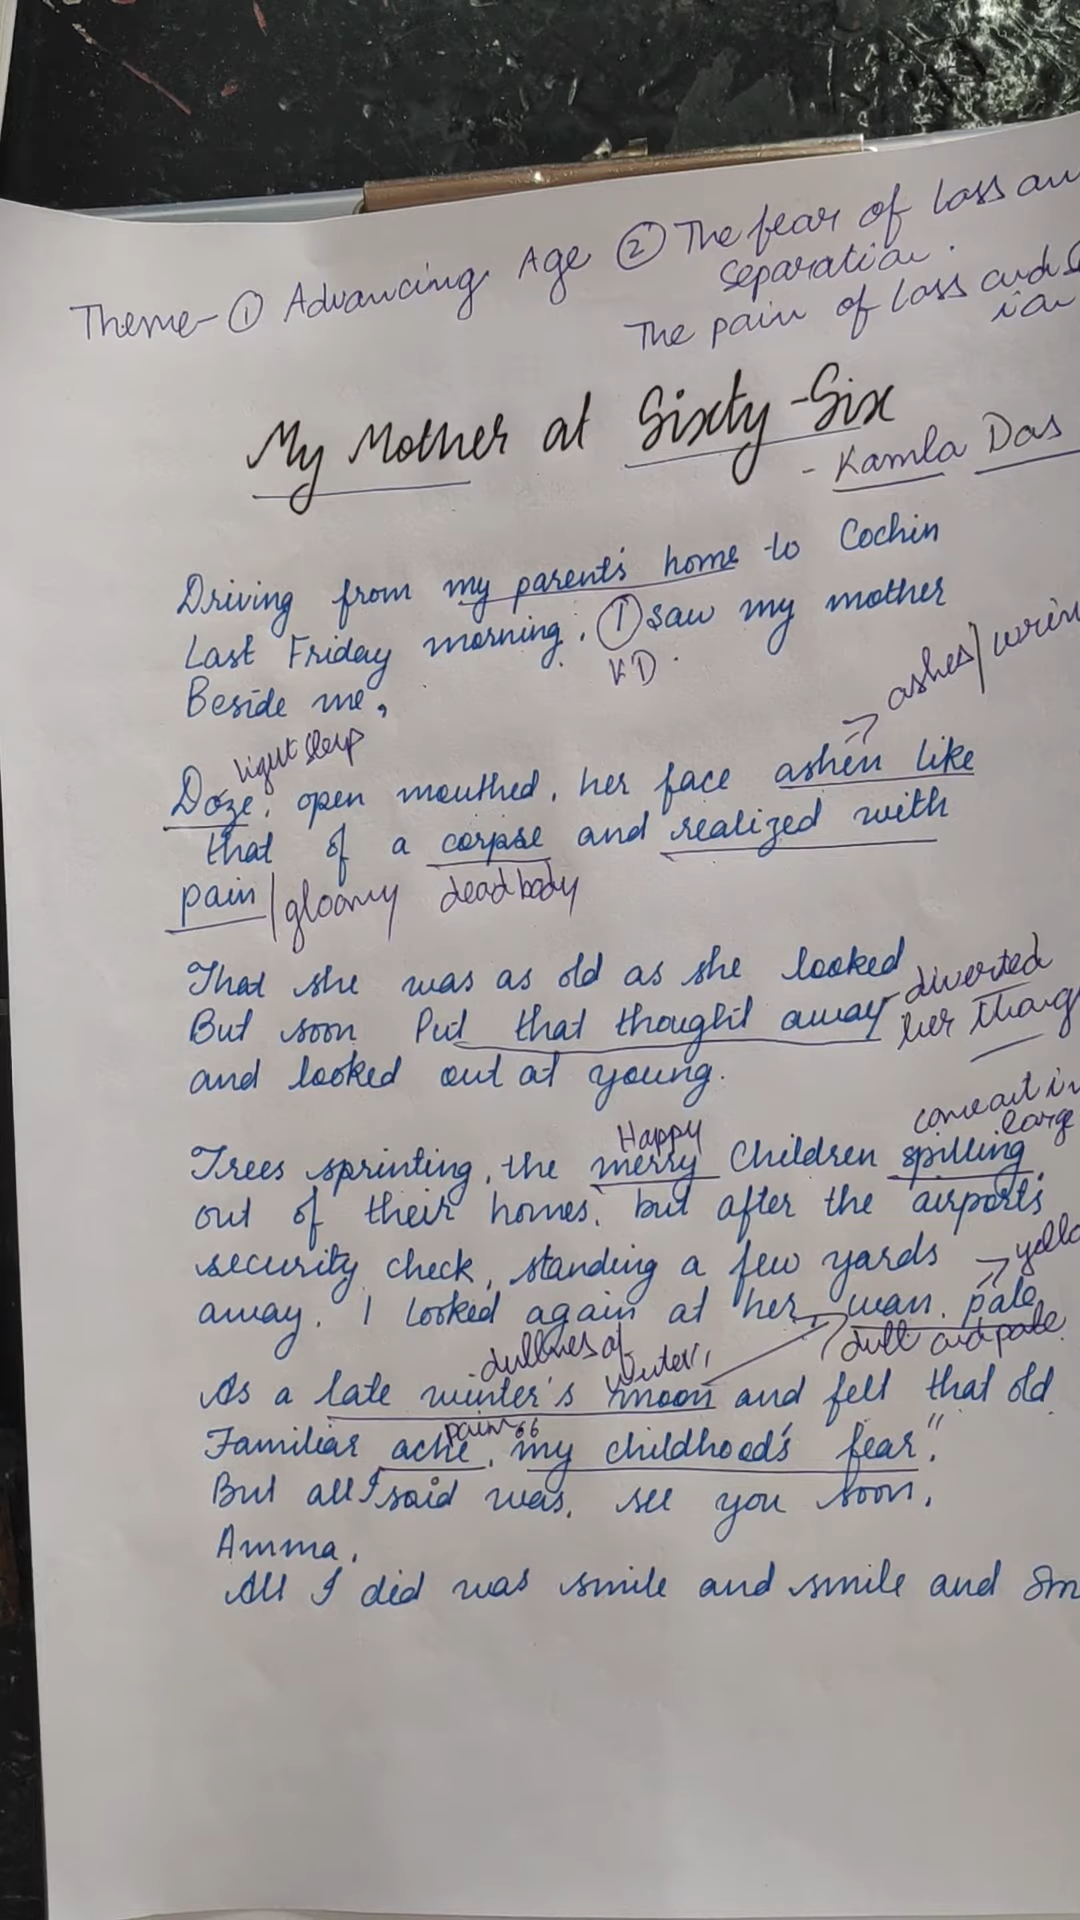 Theme- ① Advancing Age ② The fear of loss
Separation.
The pain of loss and
My Mother at Sixty-Six
- Kamla Das
Driving from my parent's home to Cochin
Last Friday morning. I saw my mother
KD.
Beside me,
ashes/
light sleep
Doze, open mouthed, her face ashen like
that of a corpse and realized with
pain/gloomy dead body
That she was as old as she looked
diverted
But soon Put that thought away
her
and looked out at young.
Happy
come out in
large
Trees sprinting, the merry Children spilling
out of their homes, but after the airport's
security check, standing a few yards
away, I looked again at her, wan, pale
dull and pale
dullness of winter
As a late winter's moon and felt that old
pain
Familiar ache, my childhood's fear,"
But all I said was, see you soon,
Amma,
All I did was smile and smile and